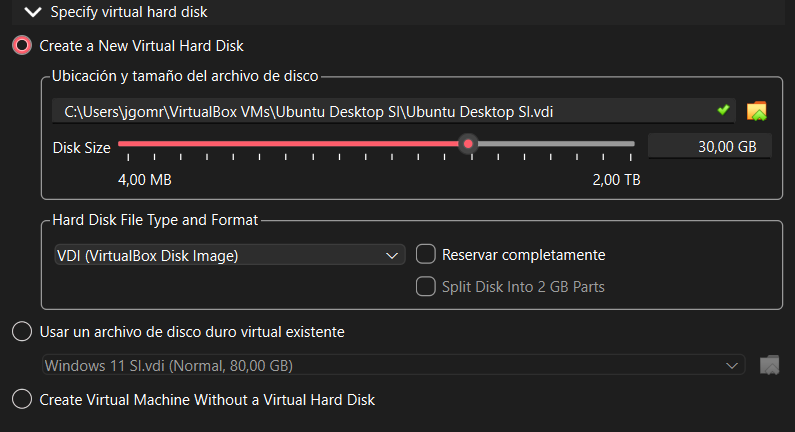 Specify virtual hard disk
Create a New Virtual Hard Disk
Ubicación y tamaño del archivo de disco
C:\Users\jgomr\VirtualBox VMs\Ubuntu Desktop SI\Ubuntu Desktop SI.vdi
Disk Size
30,00 GB
4,00 MB
2,00 TB
Hard Disk File Type and Format
VDI (VirtualBox Disk Image)
Reservar completamente
Split Disk Into 2 GB Parts
Usar un archivo de disco duro virtual existente
Windows 11 SI.vdi (Normal, 80,00 GB)
Create Virtual Machine Without a Virtual Hard Disk